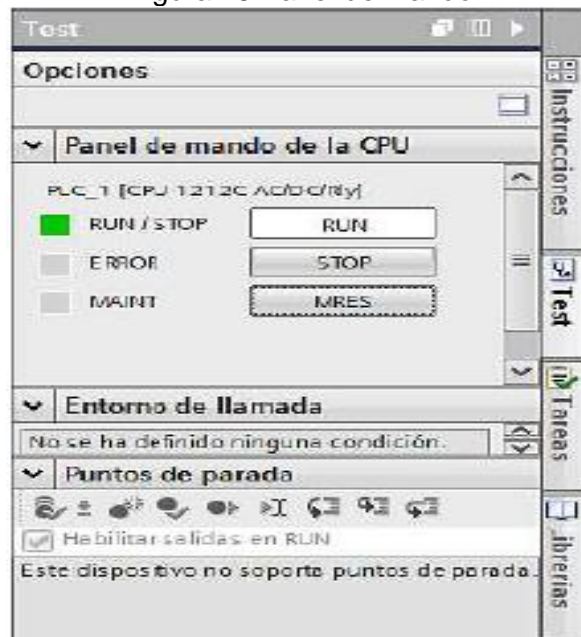 Test
Opciones
Panel de mando de la CPU
PLC_1 [CPU 1212C AC/DC/Rly]
RUN / STOP
RUN
ERROR
STOP
MAINT
MRES
Entorno de llamada
No se ha definido ninguna condición.
Puntos de parada
Habilitar salidas en RUN
Este dispositivo no soporta puntos de parada.
Instrucciones
Test
Tareas
Librerías